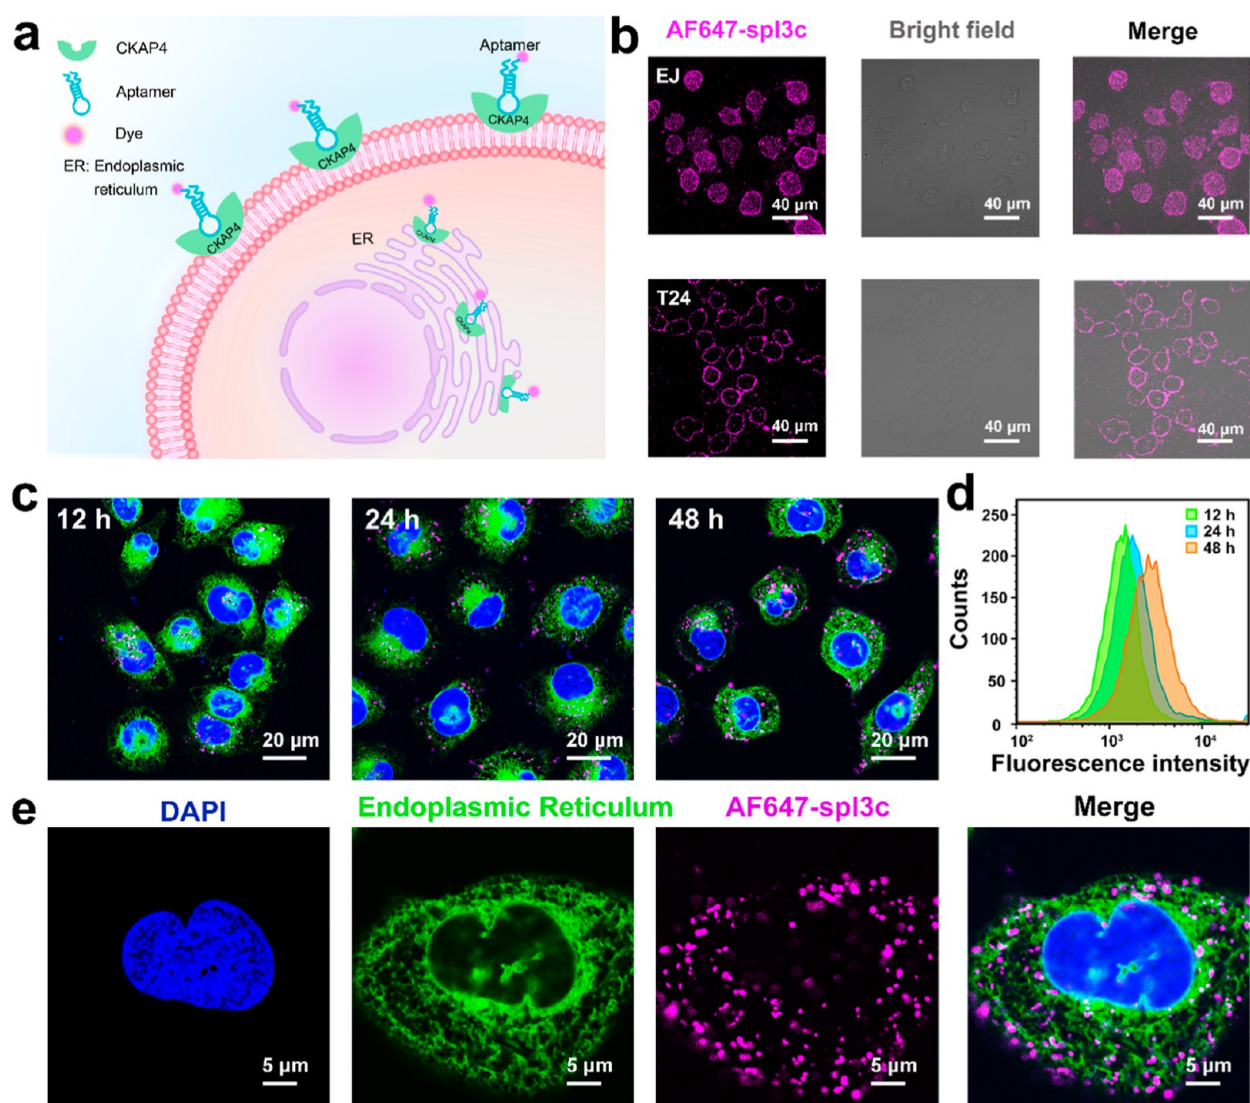 a
CKAP4
Aptamer
Dye
ER: Endoplasmic
reticulum
Aptamer
CKAP4
CKAP4
CKAP4
ER
CKAP4
CKAP4
b
AF647-spl3c
Bright field
Merge
EJ
40 µm
40 µm
40 µm
T24
40 µm
40 µm
40 µm
c
12 h
20 µm
24 h
20 µm
48 h
20 µm
d
12 h
24 h
48 h
250
200
150
100
50
0
Counts
10²
10³
10⁴
Fluorescence intensity
e
DAPI
Endoplasmic Reticulum
AF647-spl3c
Merge
5 µm
5 µm
5 µm
5 µm